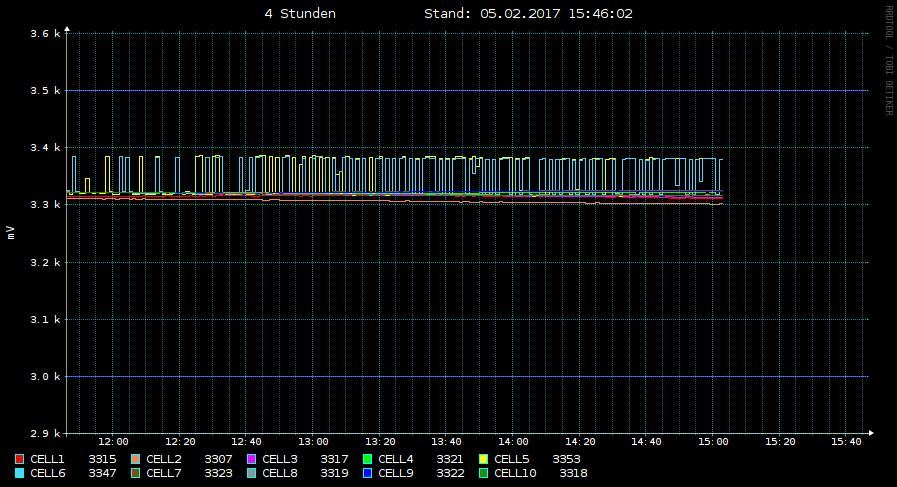 4 Stunden Stand: 05.02.2017 15:46:02
RRDTOOL / TOBI OETIKER
3.6 k
3.5 k
3.4 k
3.3 k
3.2 k
3.1 k
3.0 k
2.9 k
mV
12:00 12:20 12:40 13:00 13:20 13:40 14:00 14:20 14:40 15:00 15:20 15:40
CELL1 3315 CELL2 3307 CELL3 3317 CELL4 3321 CELL5 3353
CELL6 3347 CELL7 3323 CELL8 3319 CELL9 3322 CELL10 3318